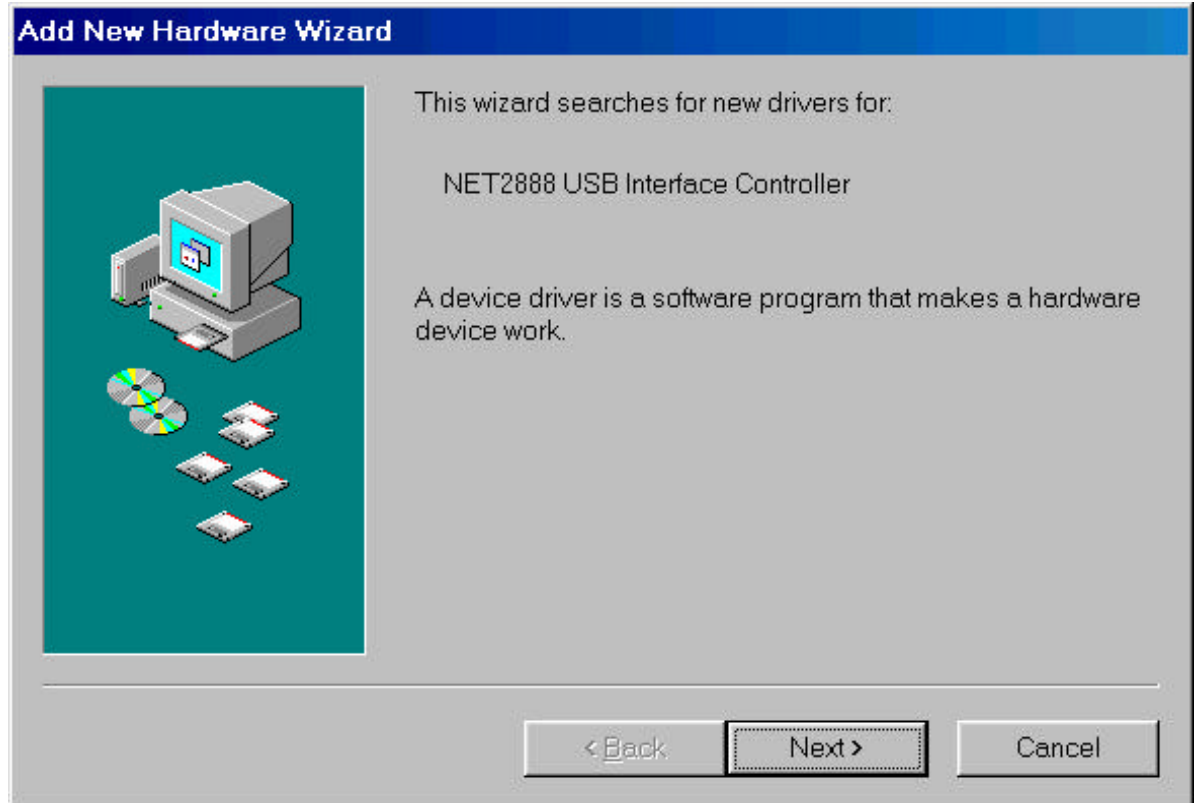 Add New Hardware Wizard
This wizard searches for new drivers for:
NET2888 USB Interface Controller
A device driver is a software program that makes a hardware
device work.
< Back
Next >
Cancel